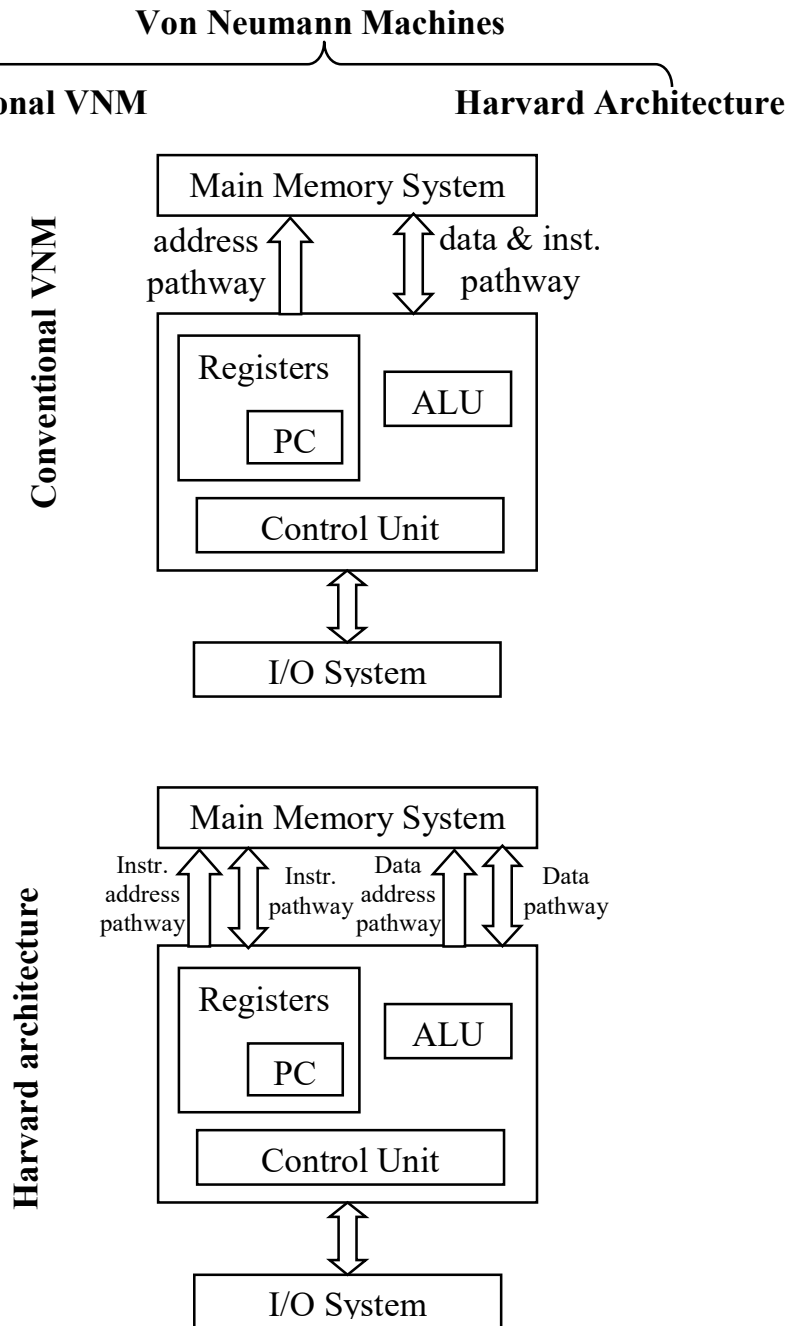 Von Neumann Machines
onal VNM
Harvard Architecture
Conventional VNM
Main Memory System
address
pathway
data & inst.
pathway
Registers
PC
ALU
Control Unit
I/O System
Harvard architecture
Main Memory System
Instr.
address
pathway
Instr.
pathway
Data
address
pathway
Data
pathway
Registers
PC
ALU
Control Unit
I/O System